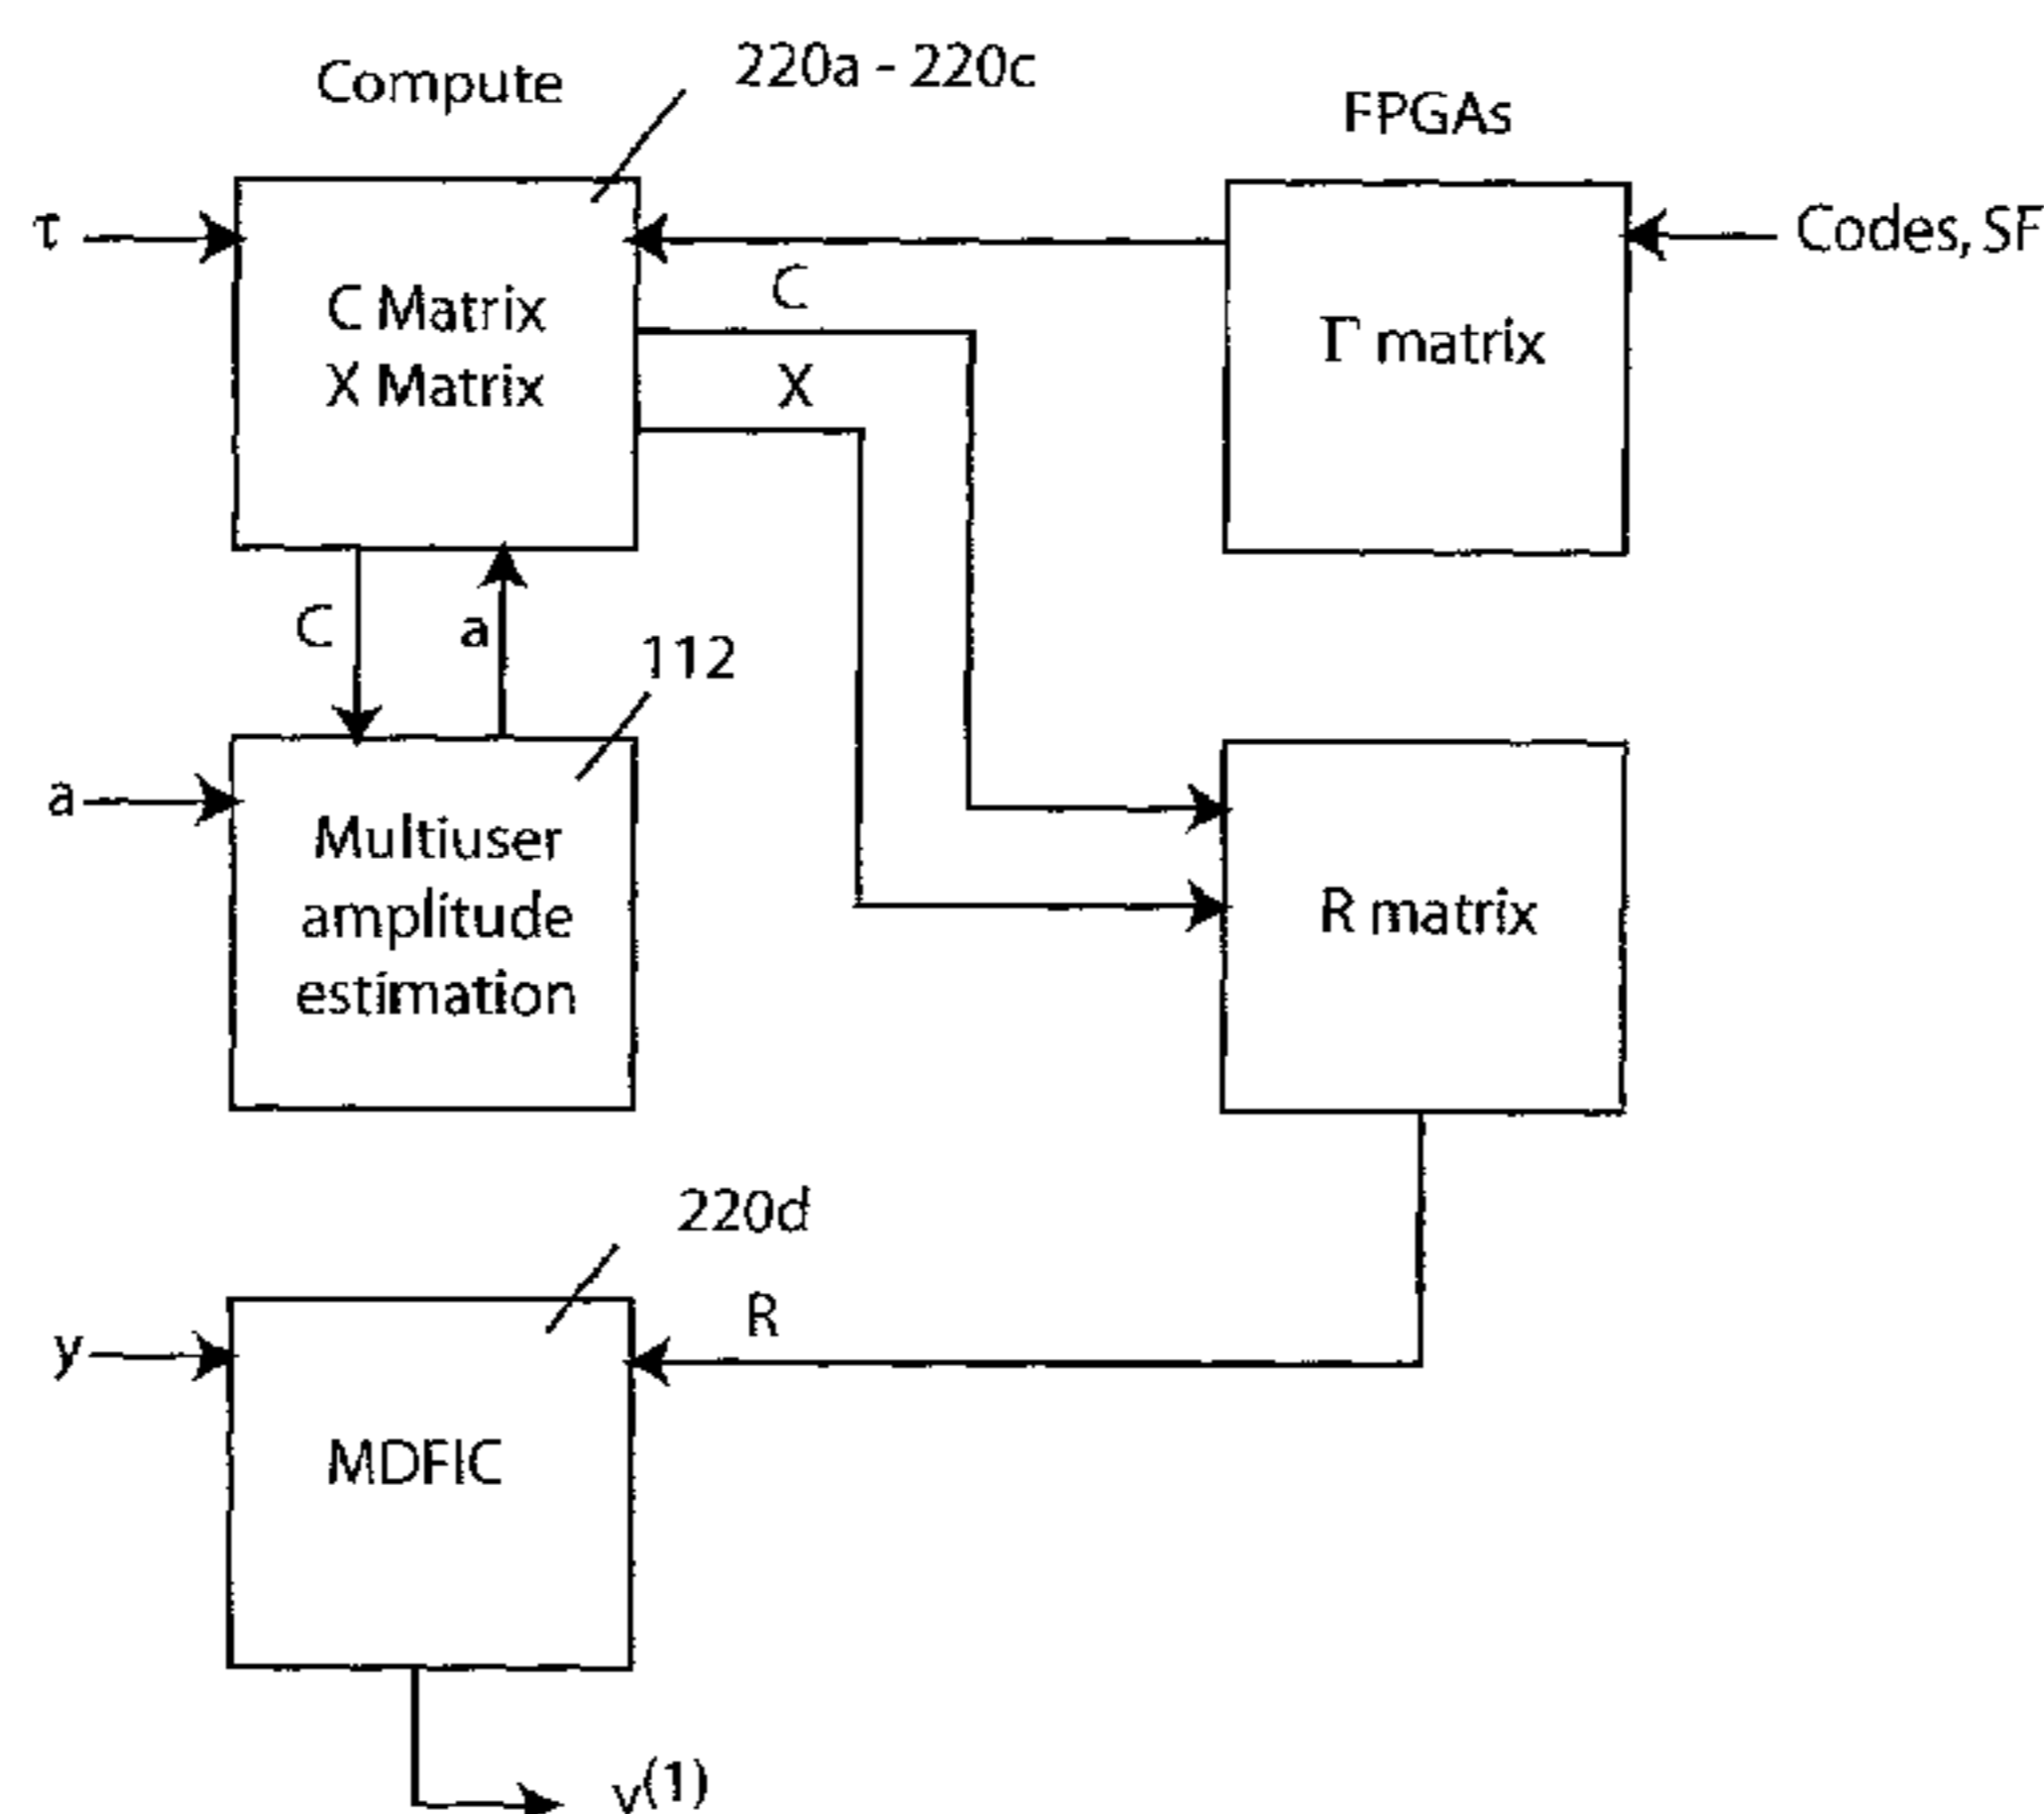 Compute
220a - 220c
FPGAs
τ
C Matrix
X Matrix
C
X
Γ matrix
Codes, SF
C
a
112
a
Multiuser
amplitude
estimation
R matrix
220d
y
R
MDFIC
y(1)